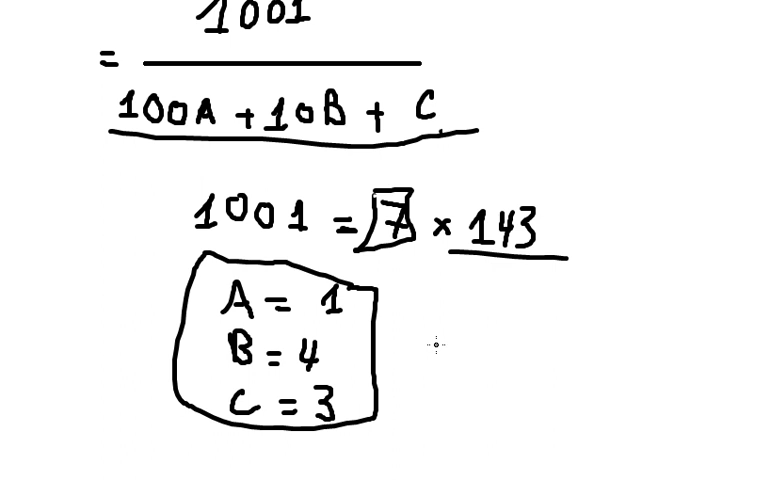 1001
=
100A + 10B + C
1001 = 7 × 143
A = 1
B = 4
C = 3